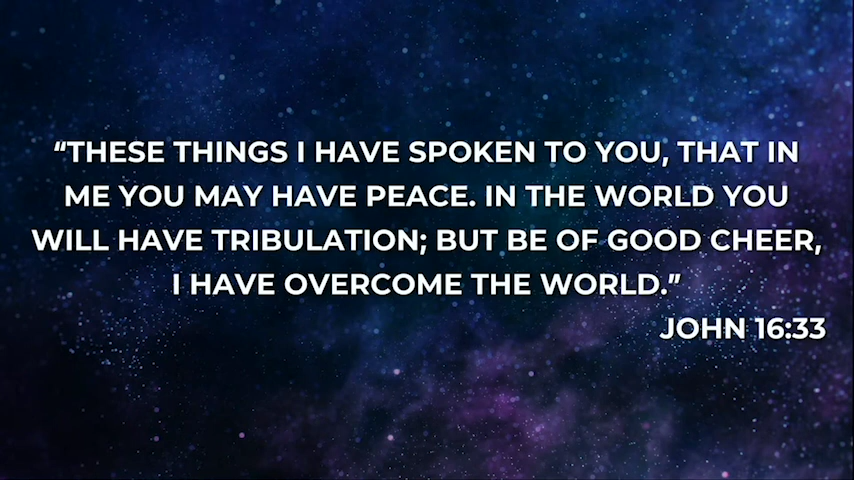 “THESE THINGS I HAVE SPOKEN TO YOU, THAT IN
ME YOU MAY HAVE PEACE. IN THE WORLD YOU
WILL HAVE TRIBULATION; BUT BE OF GOOD CHEER,
I HAVE OVERCOME THE WORLD.”
JOHN 16:33